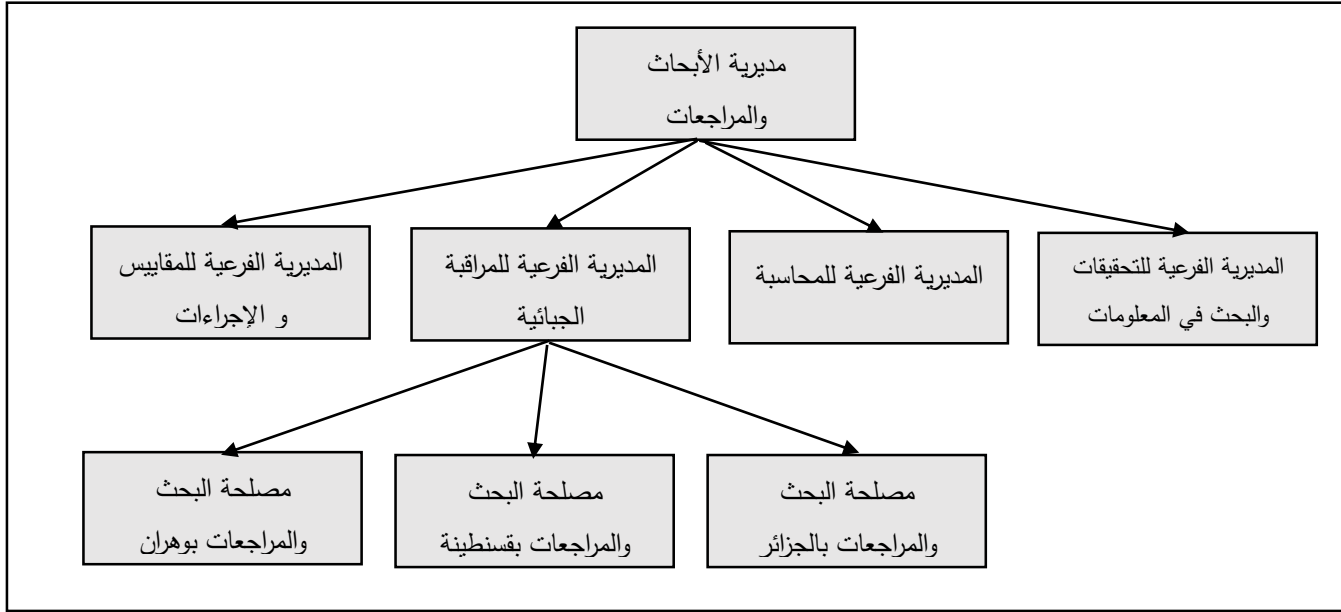 مديرية الأبحاث
والمراجعات
المديرية الفرعية للتحقيقات
والبحث في المعلومات
المديرية الفرعية للمحاسبة
المديرية الفرعية للمراقبة
الجبائية
المديرية الفرعية للمقاييس
و الإجراءات
مصلحة البحث
والمراجعات بالجزائر
مصلحة البحث
والمراجعات بقسنطينة
مصلحة البحث
والمراجعات بوهران